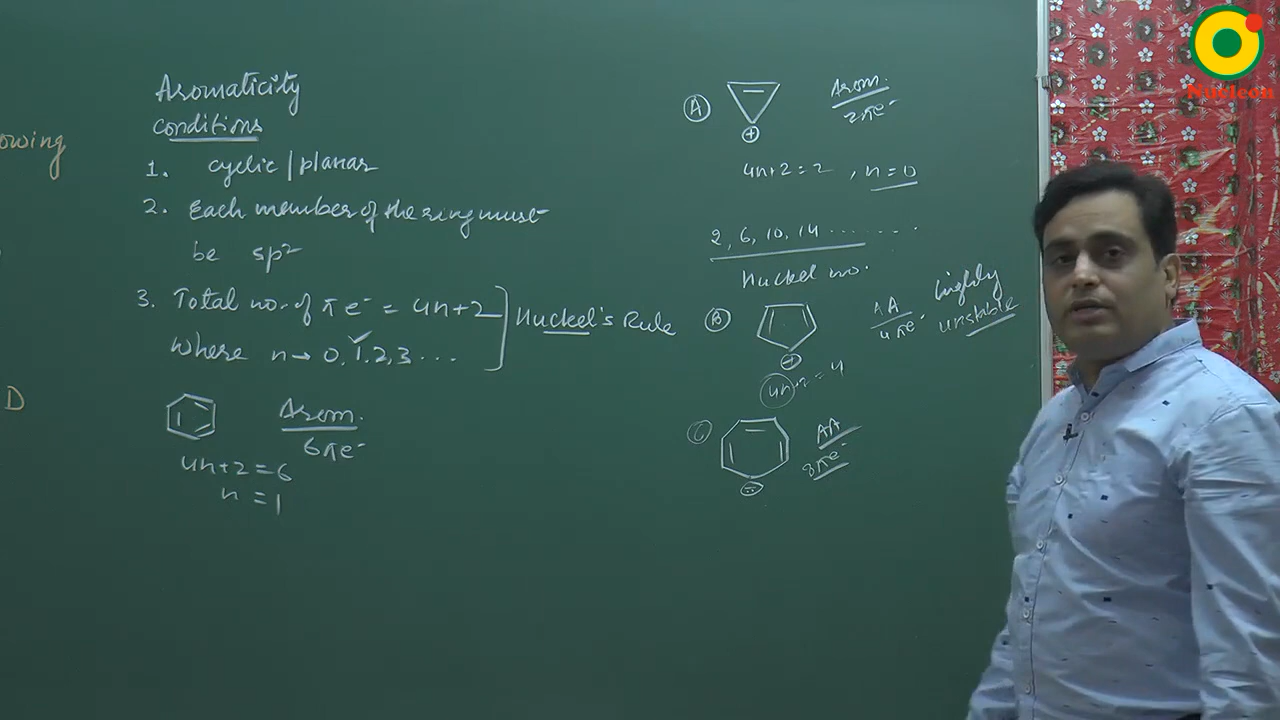 owing
D
Aromaticity
conditions
1. cyclic/planar
2. Each member of the ring must
be sp²
3. Total no. of π e⁻ = 4n+2
where n→ 0,1,2,3 ...
Huckel's Rule
Arom.
6πe⁻
4n+2=6
n=1
A
⊕
Arom.
2πe⁻
4n+2=2, n=0
2, 6, 10, 14 .......
Huckel no.
B
⊕
AA
4πe⁻
highly
unstable
4n+2=4
C
AA
8πe⁻
Nucleon